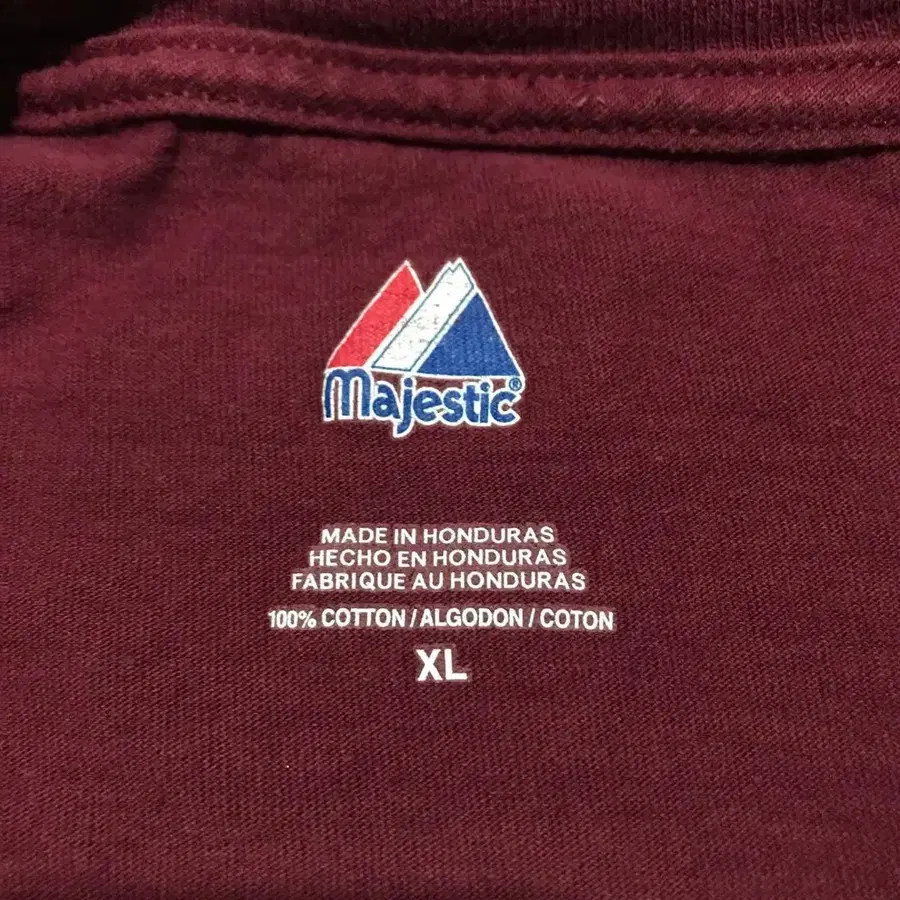 Majestic®
MADE IN HONDURAS
HECHO EN HONDURAS
FABRIQUE AU HONDURAS
100% COTTON / ALGODON / COTON
XL